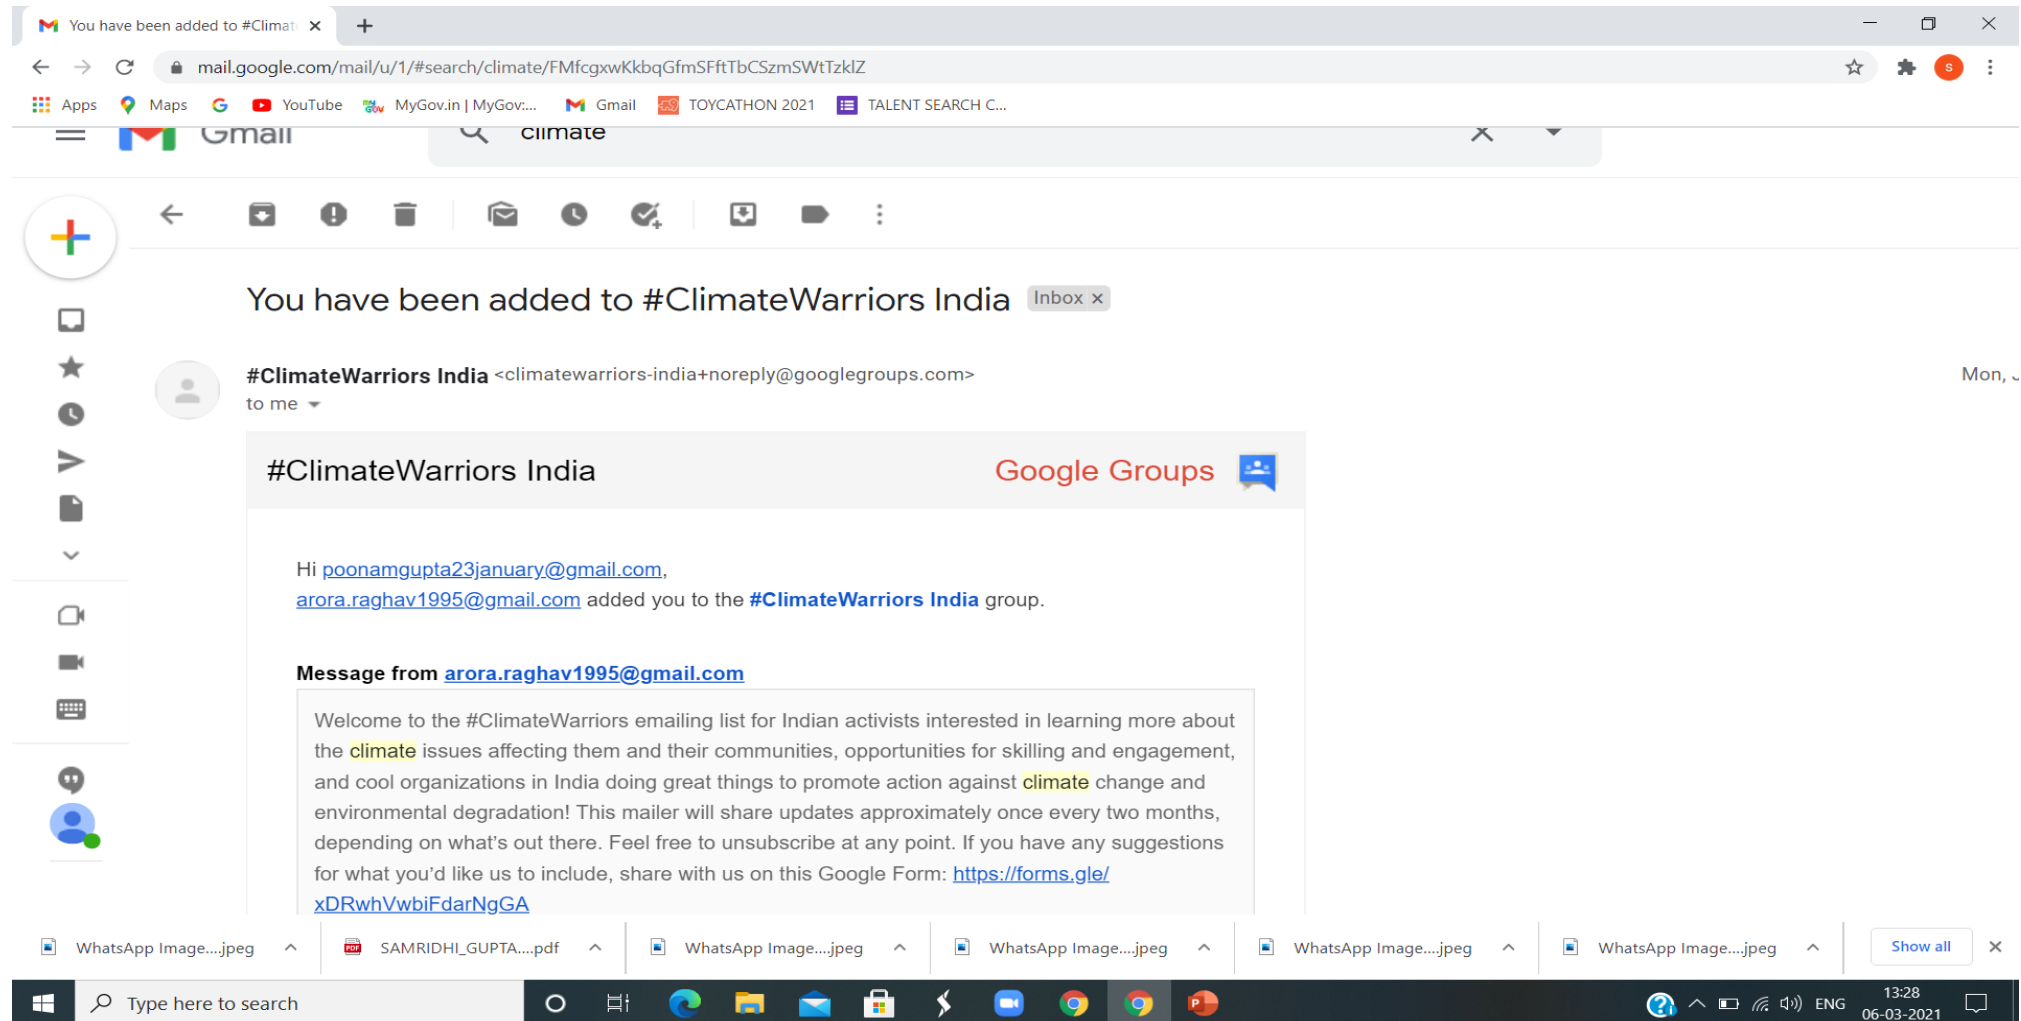 You have been added to #Climat
mail.google.com/mail/u/1/#search/climate/FMfcgxwKkbqGfmSFftTbCSzmSWtTzklZ
S
Apps Maps YouTube MyGov.in | MyGov:... Gmail TOYCATHON 2021 TALENT SEARCH C...
Gmail climate
You have been added to #ClimateWarriors India Inbox x
#ClimateWarriors India <climatewarriors-india+noreply@googlegroups.com> Mon, J
to me
#ClimateWarriors India Google Groups
Hi poonamgupta23january@gmail.com,
arora.raghav1995@gmail.com added you to the #ClimateWarriors India group.
Message from arora.raghav1995@gmail.com
Welcome to the #ClimateWarriors emailing list for Indian activists interested in learning more about
the climate issues affecting them and their communities, opportunities for skilling and engagement,
and cool organizations in India doing great things to promote action against climate change and
environmental degradation! This mailer will share updates approximately once every two months,
depending on what's out there. Feel free to unsubscribe at any point. If you have any suggestions
for what you'd like us to include, share with us on this Google Form: https://forms.gle/
xDRwhVwbiFdarNgGA
WhatsApp Image....jpeg SAMRIDHI_GUPTA....pdf WhatsApp Image....jpeg WhatsApp Image....jpeg WhatsApp Image....jpeg WhatsApp Image....jpeg Show all
Type here to search ENG 13:28
06-03-2021